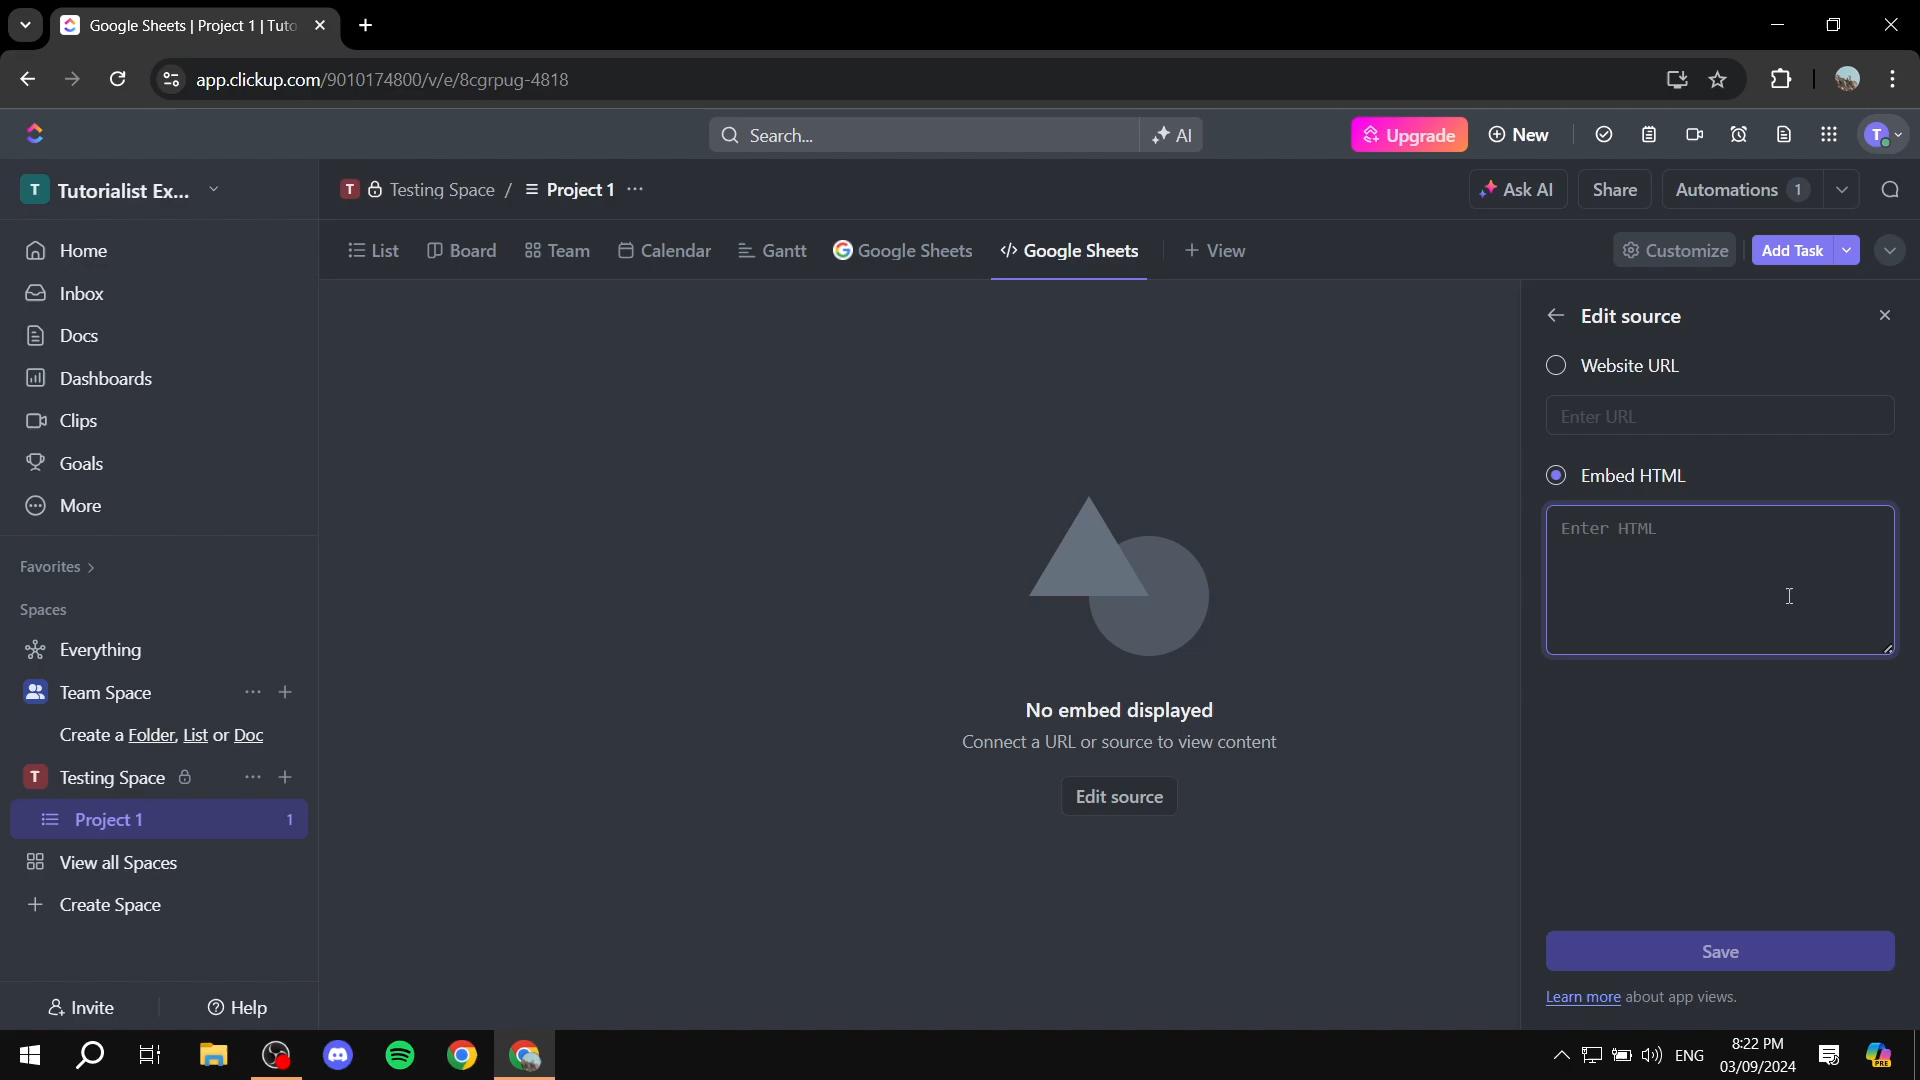 Google Sheets | Project 1 | Tuto
app.clickup.com/9010174800/v/e/8cgrpug-4818
Search...
AI
Upgrade
New
T
T
Tutorialist Ex...
T
Testing Space / Project 1 ...
Ask AI
Share
Automations 1
Home
Inbox
Docs
Dashboards
Clips
Goals
More
Favorites
Spaces
Everything
Team Space
Create a Folder, List or Doc
T
Testing Space
Project 1 1
View all Spaces
Create Space
Invite
Help
List
Board
Team
Calendar
Gantt
Google Sheets
Google Sheets
View
Customize
Add Task
No embed displayed
Connect a URL or source to view content
Edit source
Edit source
Website URL
Enter URL
Embed HTML
Enter HTML
Save
Learn more about app views.
ENG
8:22 PM
03/09/2024
PRE